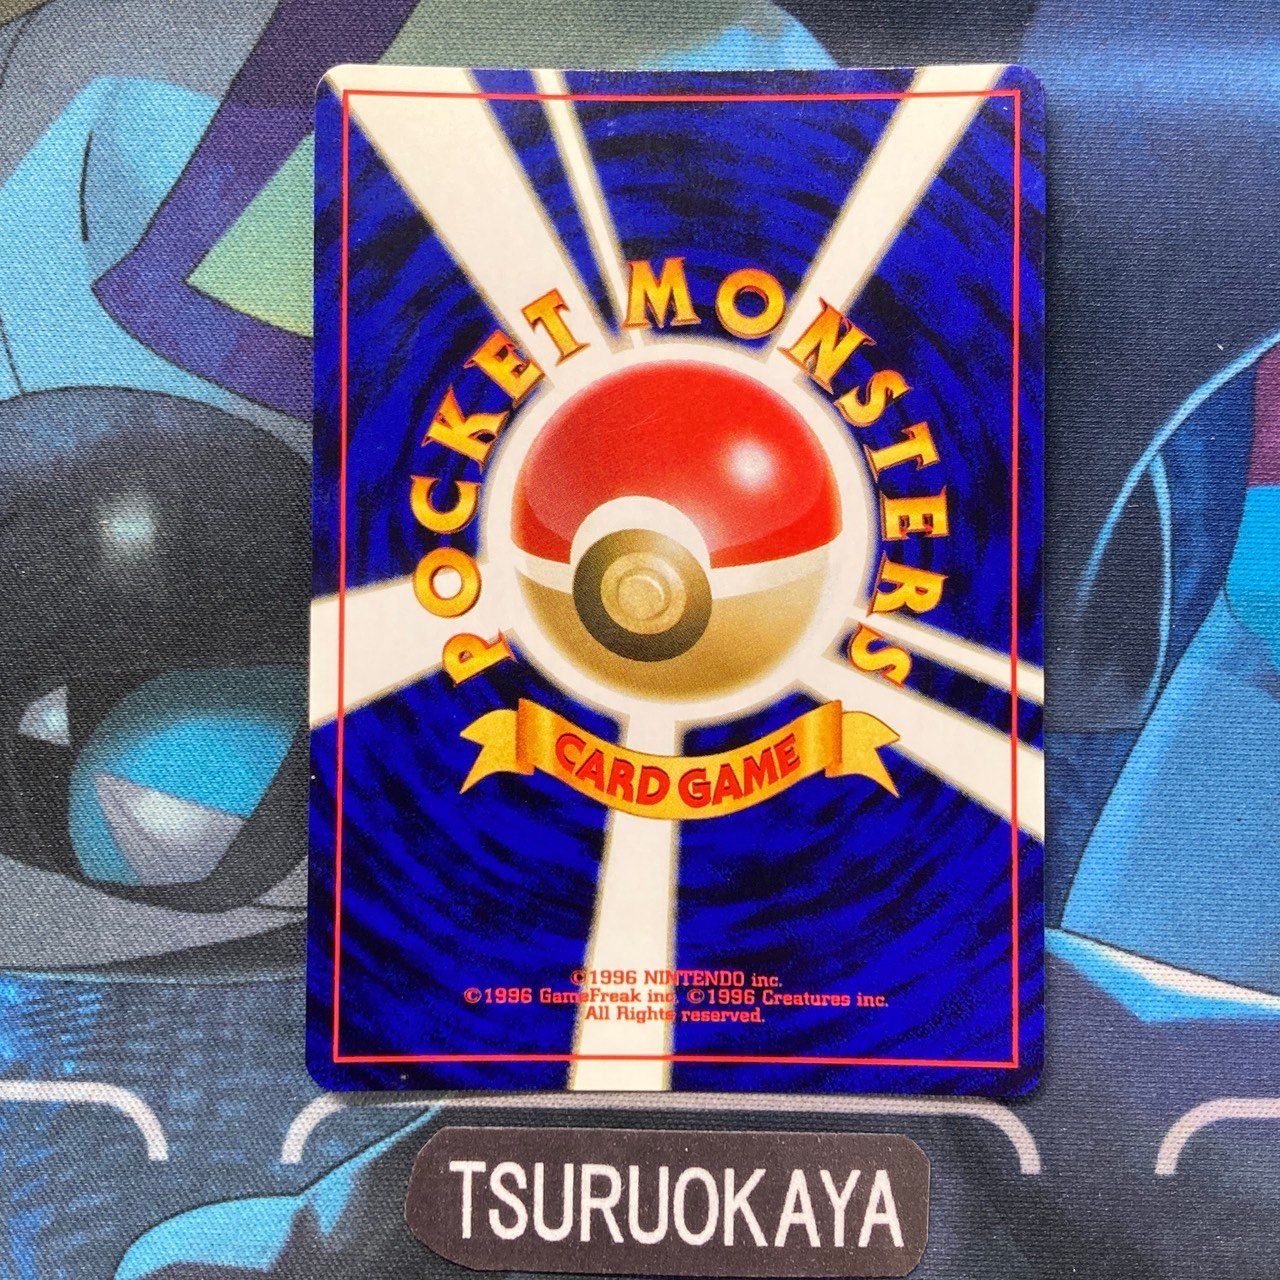 POCKET MONSTERS
CARD GAME
©1996 NINTENDO inc.
©1996 GameFreak inc. ©1996 Creatures inc.
All Rights reserved.
TSURUOKAYA